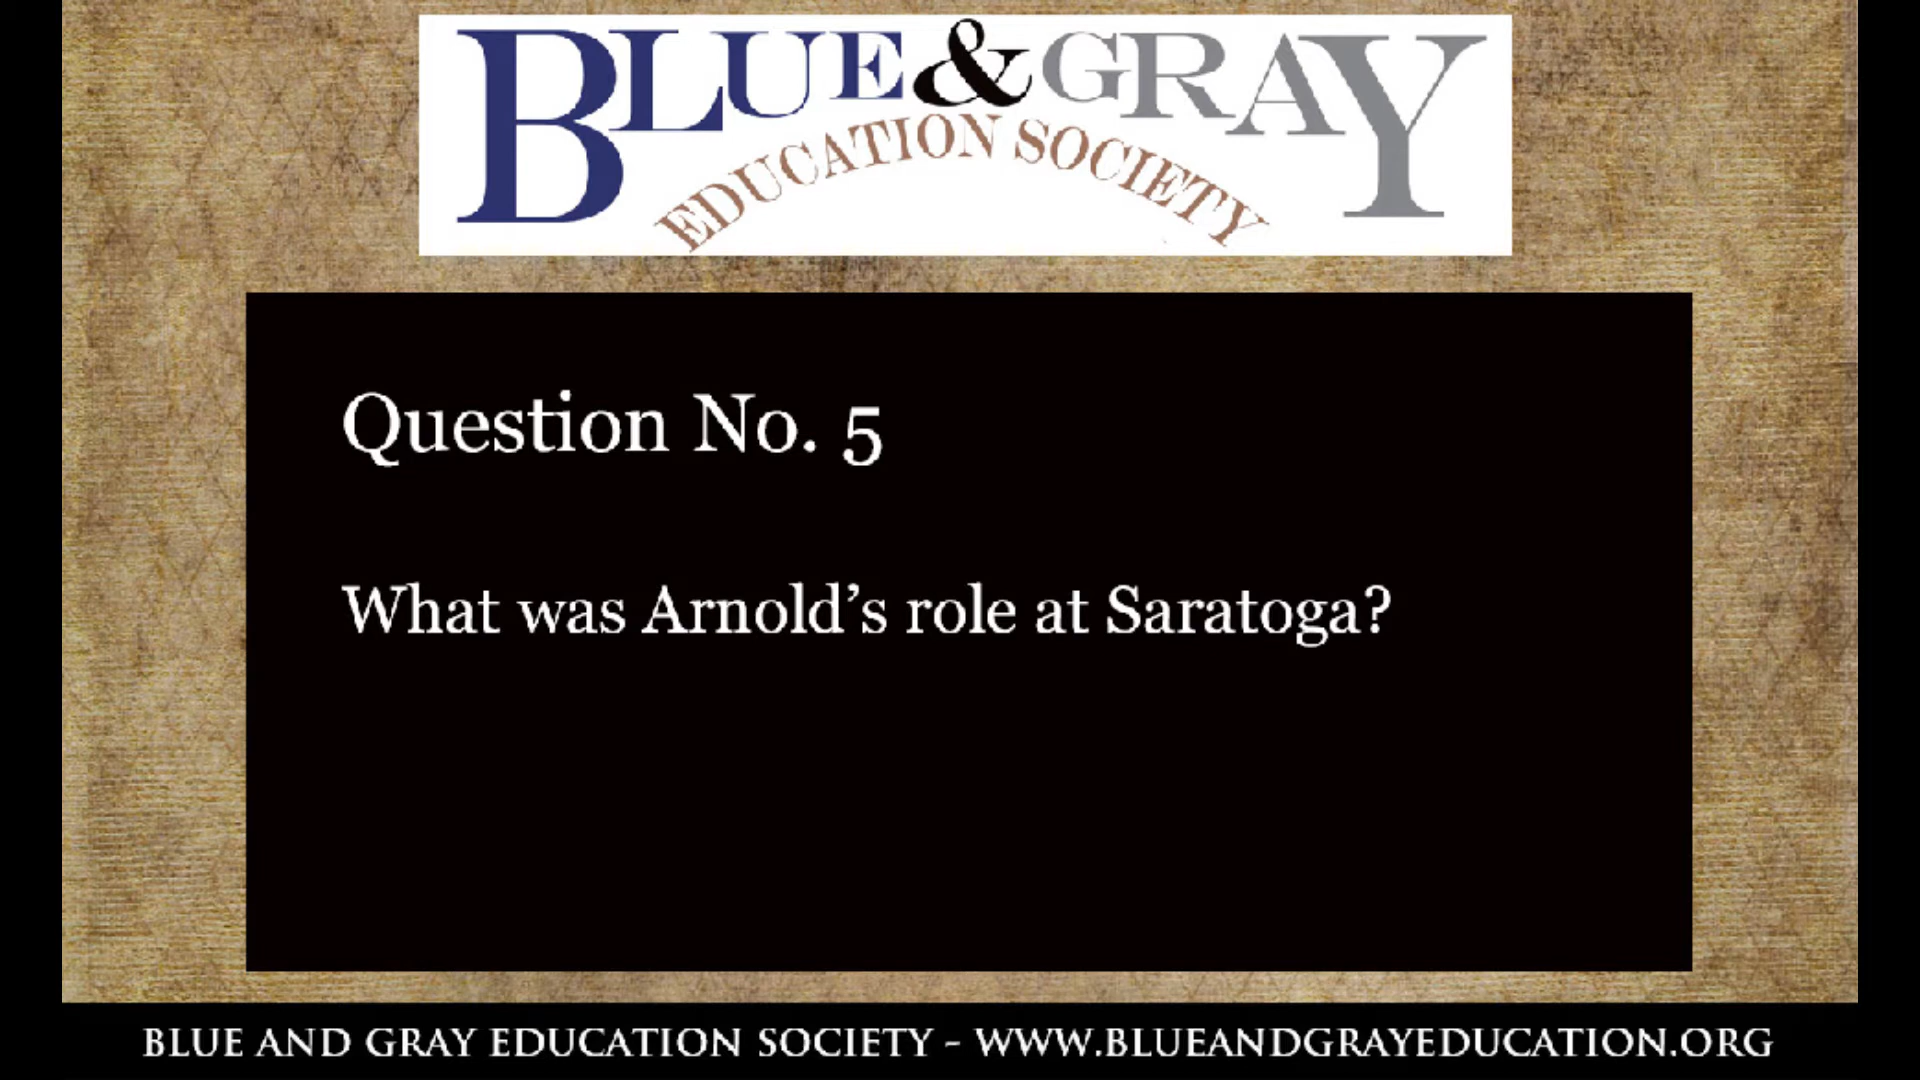 BLUE & GRAY
EDUCATION SOCIETY
Question No. 5
What was Arnold’s role at Saratoga?
BLUE AND GRAY EDUCATION SOCIETY - WWW.BLUEANDGRAYEDUCATION.ORG